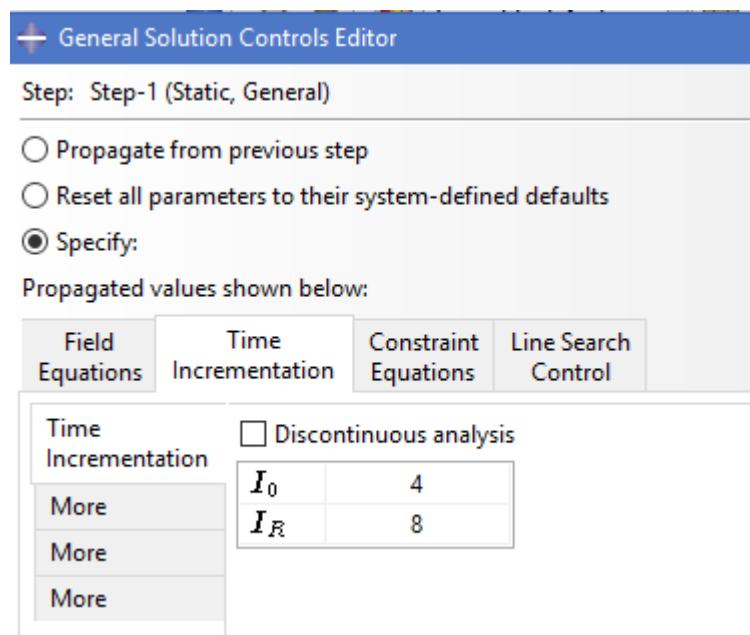 General Solution Controls Editor
Step: Step-1 (Static, General)
Propagate from previous step
Reset all parameters to their system-defined defaults
Specify:
Propagated values shown below:
Field Equations
Time Incrementation
Constraint Equations
Line Search Control
Time Incrementation
More
More
More
Discontinuous analysis
I₀ 4
I_R 8